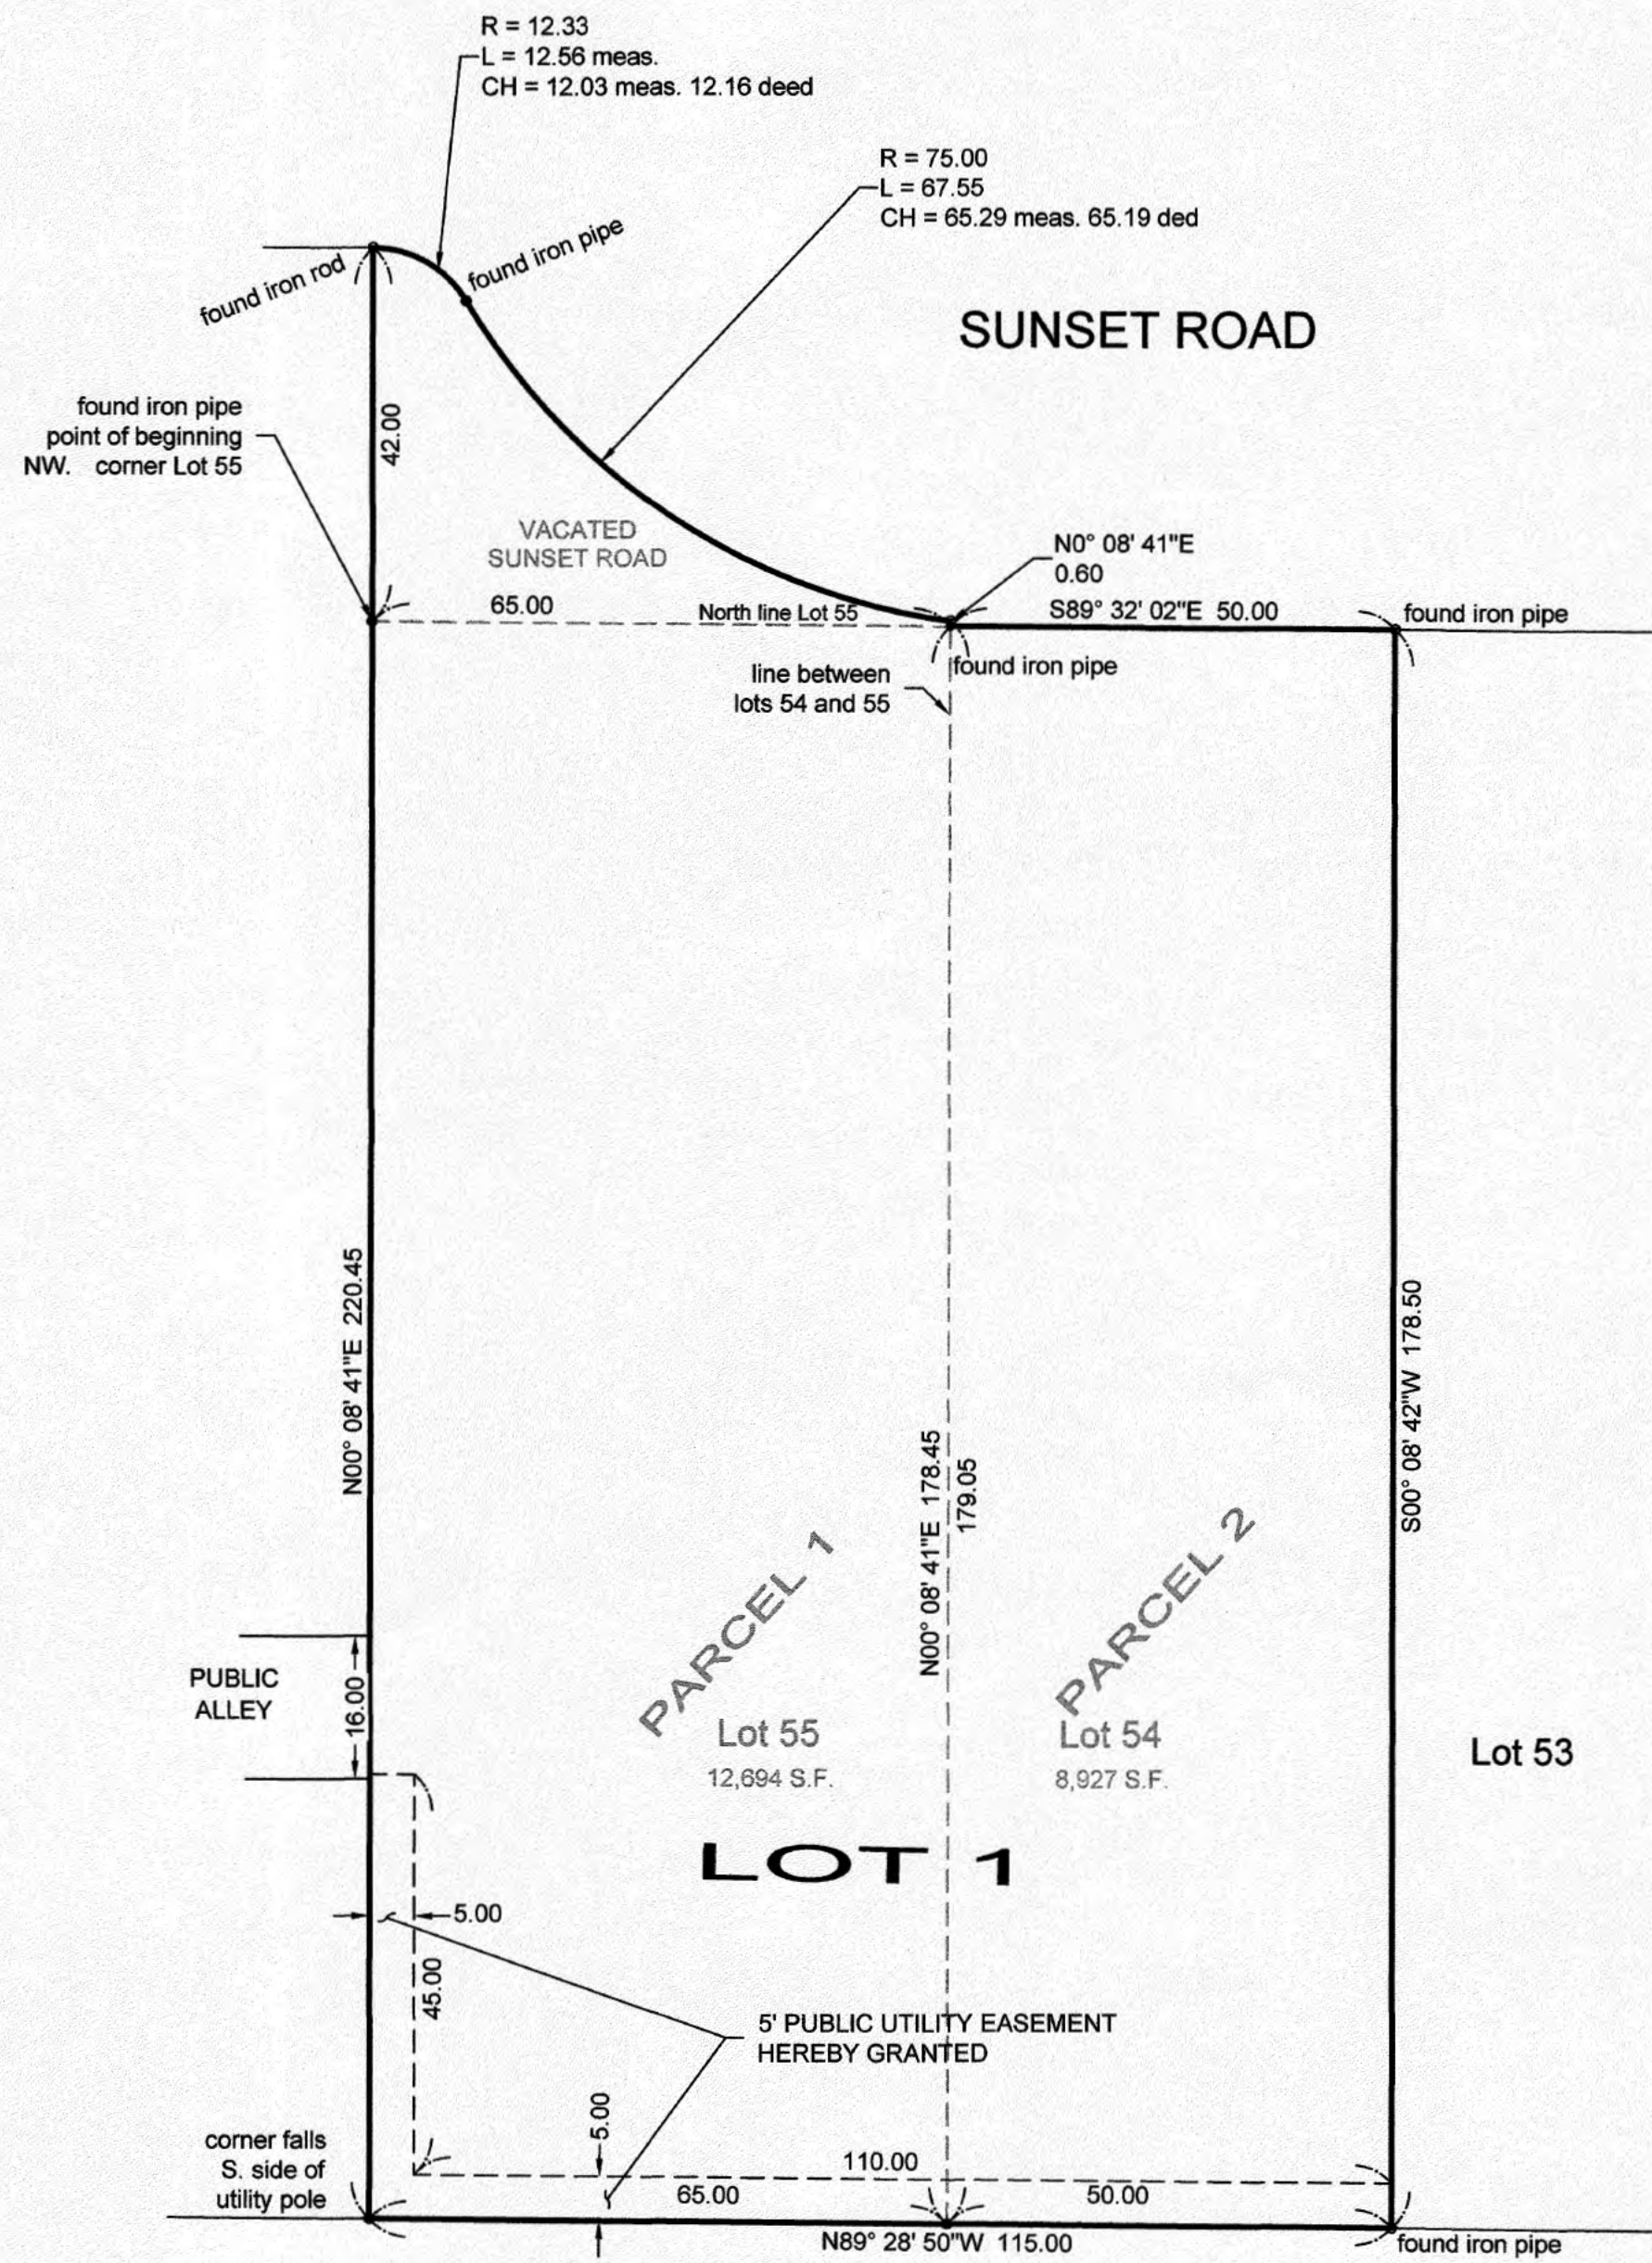 R = 12.33
L = 12.56 meas.
CH = 12.03 meas. 12.16 deed
R = 75.00
L = 67.55
CH = 65.29 meas. 65.19 ded
found iron rod
found iron pipe
SUNSET ROAD
found iron pipe
point of beginning
NW. corner Lot 55
42.00
VACATED
SUNSET ROAD
N0° 08' 41"E
0.60
65.00
North line Lot 55
S89° 32' 02"E 50.00
found iron pipe
line between
lots 54 and 55
found iron pipe
N00° 08' 41"E 220.45
S00° 08' 42"W 178.50
N00° 08' 41"E 178.45
179.05
PARCEL 1
PARCEL 2
PUBLIC
ALLEY
16.00
Lot 55
12,694 S.F.
Lot 54
8,927 S.F.
Lot 53
LOT 1
5.00
45.00
5' PUBLIC UTILITY EASEMENT
HEREBY GRANTED
5.00
corner falls
S. side of
utility pole
110.00
65.00
50.00
N89° 28' 50"W 115.00
found iron pipe